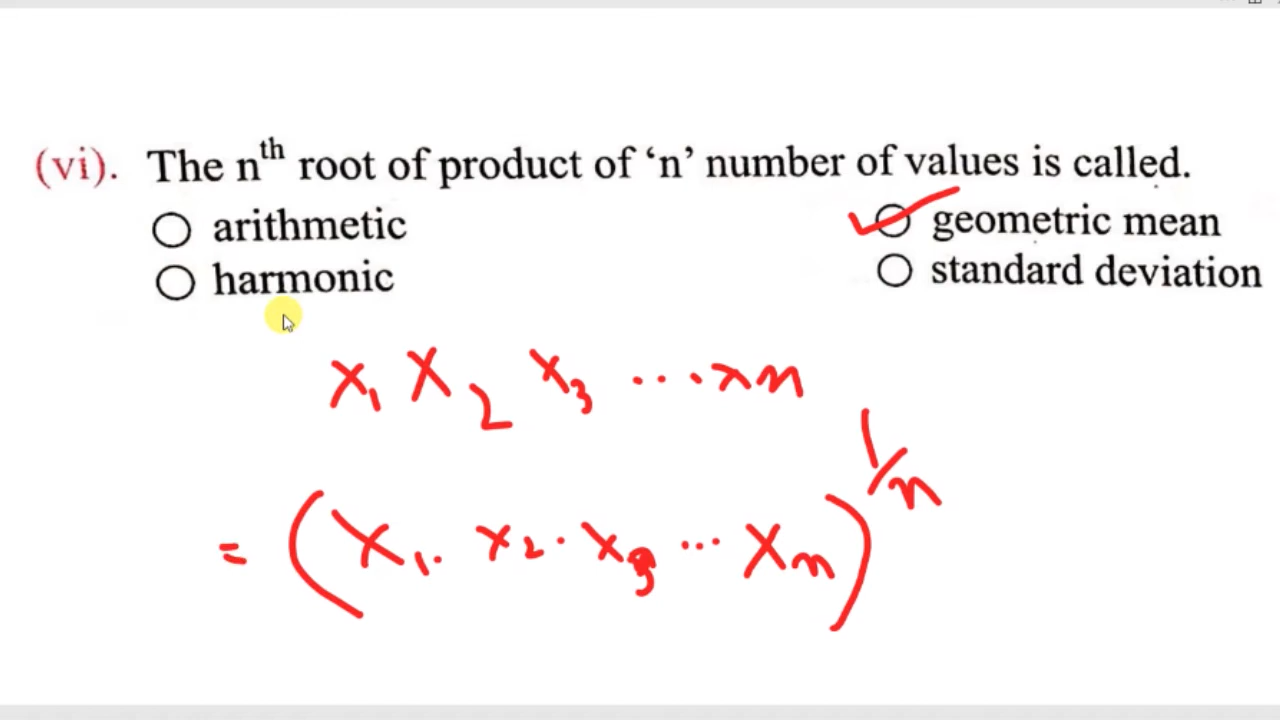 (vi). The nth root of product of ‘n’ number of values is called.
arithmetic geometric mean
harmonic standard deviation
x₁ x₂ x₃ ... xn
= (x₁. x₂. x₃ ... xn)^1/n